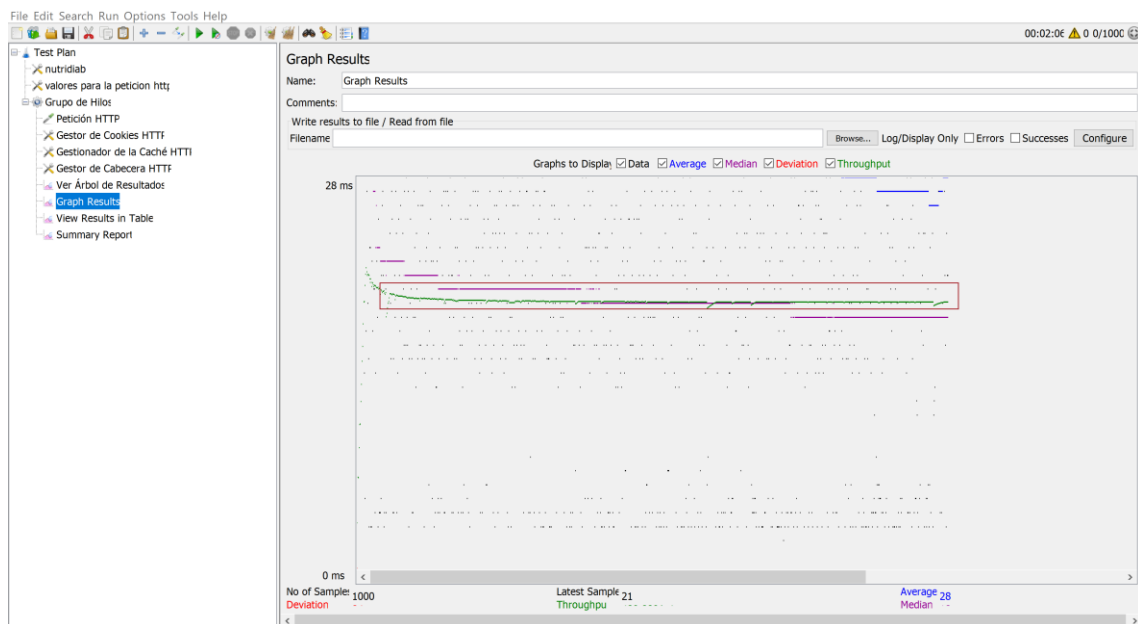 File Edit Search Run Options Tools Help
00:02:06 0 0/1000
Test Plan
nutridiab
valores para la peticion http
Grupo de Hilos
Petición HTTP
Gestor de Cookies HTTP
Gestionador de la Caché HTTI
Gestor de Cabecera HTTP
Ver Árbol de Resultados
Graph Results
View Results in Table
Summary Report
Graph Results
Name: Graph Results
Comments:
Write results to file / Read from file
Filename Browse... Log/Display Only Errors Successes Configure
Graphs to Display Data Average Median Deviation Throughput
28 ms
0 ms
No of Samples 1000 Latest Sample 21 Average 28
Deviation Throughpu Median